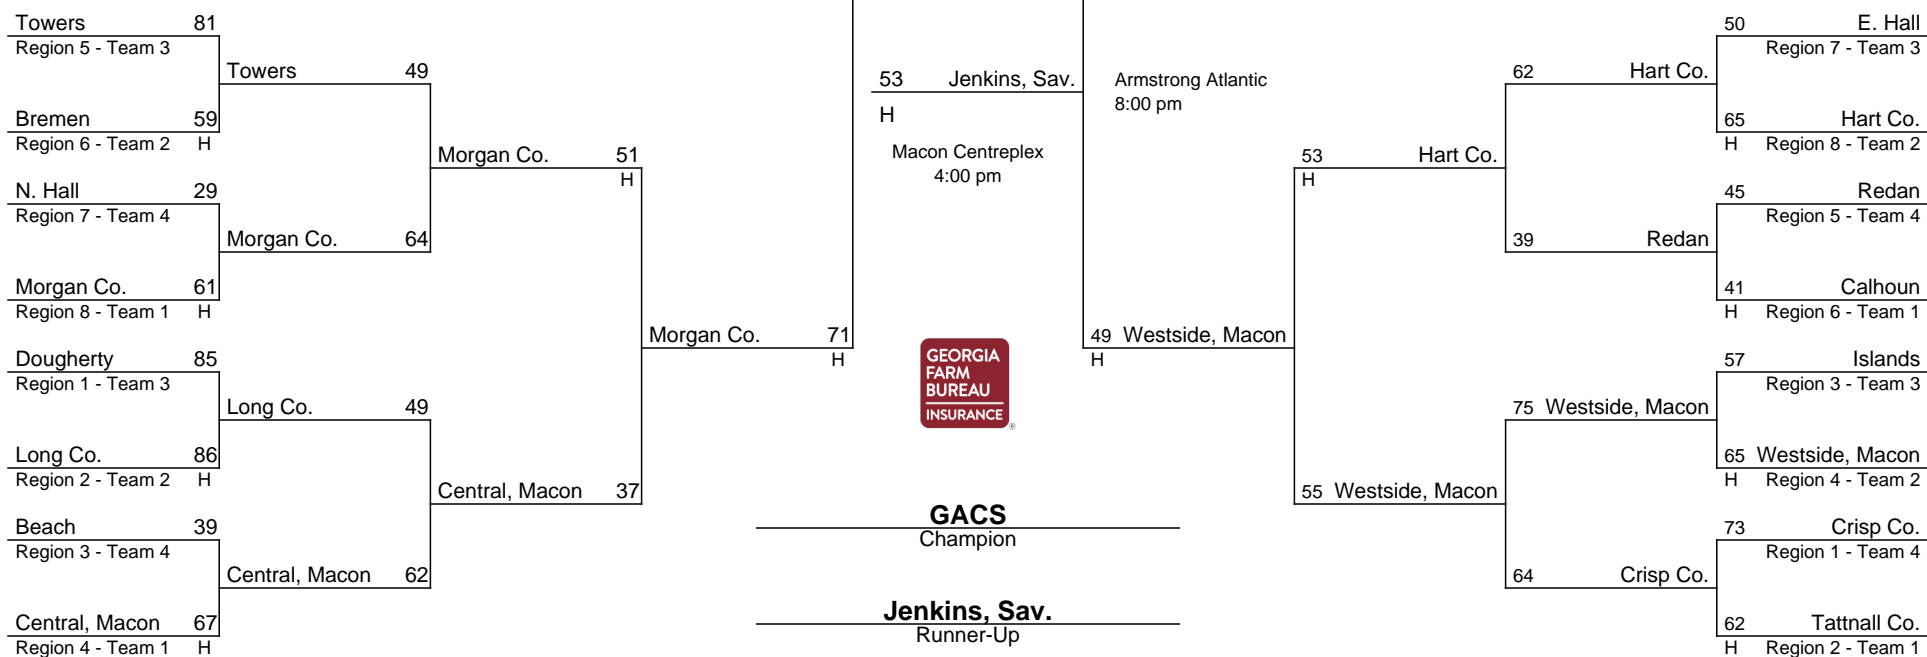 Towers 81
Region 5 - Team 3
Towers 49
Bremen 59
Region 6 - Team 2 H
Morgan Co. 51
H
N. Hall 29
Region 7 - Team 4
Morgan Co. 64
Morgan Co. 61
Region 8 - Team 1 H
Morgan Co. 71
H
Dougherty 85
Region 1 - Team 3
Long Co. 49
Long Co. 86
Region 2 - Team 2 H
Central, Macon 37
Beach 39
Region 3 - Team 4
Central, Macon 62
Central, Macon 67
Region 4 - Team 1 H
53 Jenkins, Sav.
H
Macon Centreplex
4:00 pm
Armstrong Atlantic
8:00 pm
GEORGIA
FARM
BUREAU
INSURANCE
®
GACS
Champion
Jenkins, Sav.
Runner-Up
49 Westside, Macon
H
53 Hart Co.
H
55 Westside, Macon
62 Hart Co.
39 Redan
75 Westside, Macon
64 Crisp Co.
50 E. Hall
Region 7 - Team 3
65 Hart Co.
H Region 8 - Team 2
45 Redan
Region 5 - Team 4
41 Calhoun
H Region 6 - Team 1
57 Islands
Region 3 - Team 3
65 Westside, Macon
H Region 4 - Team 2
73 Crisp Co.
Region 1 - Team 4
62 Tattnall Co.
H Region 2 - Team 1